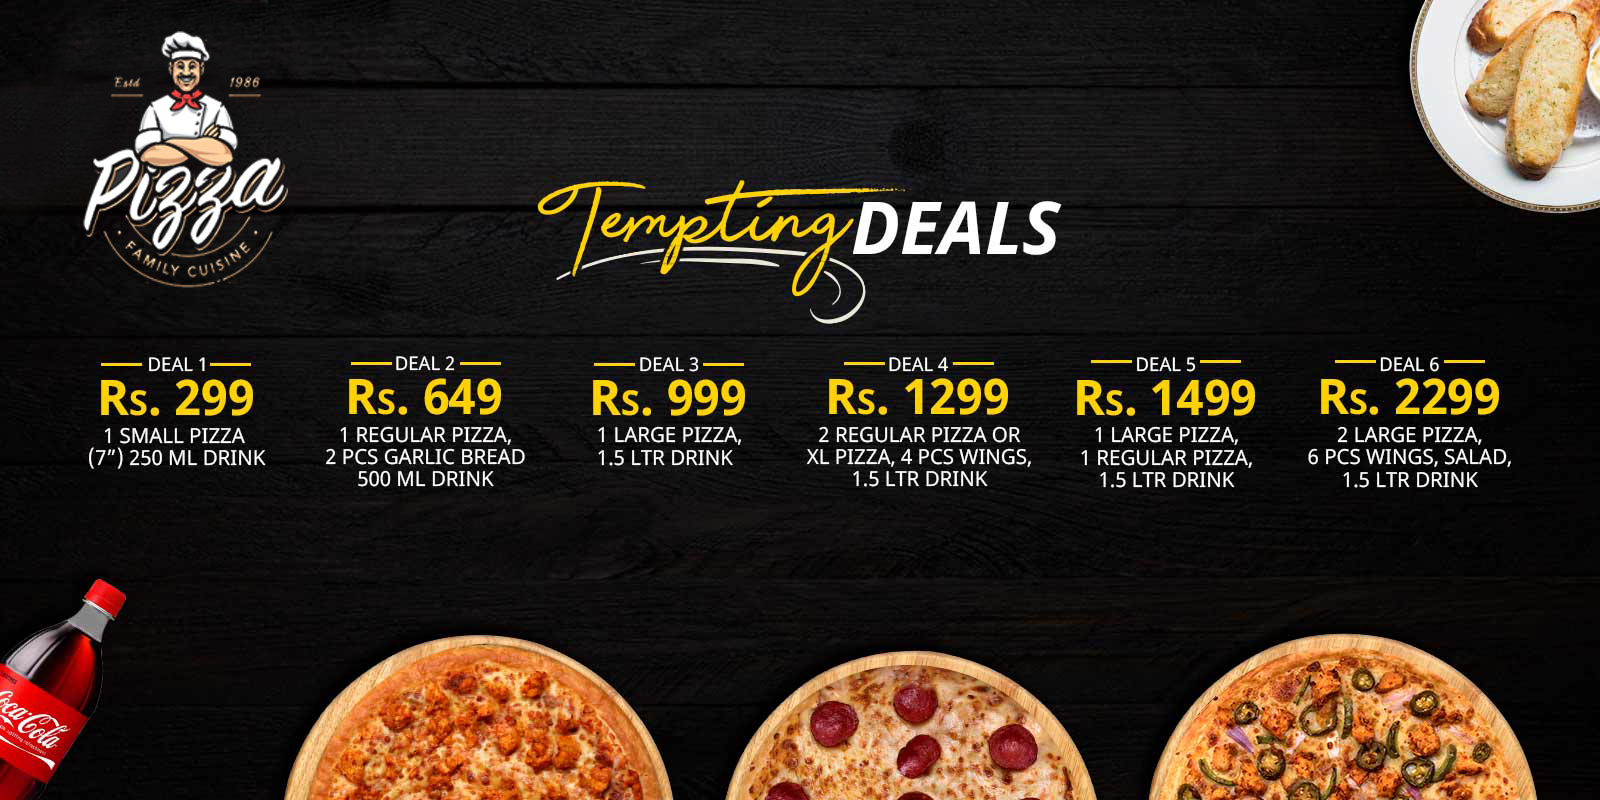 Estd 1986
Pizza
• FAMILY CUISINE •
Tempting DEALS
DEAL 1
Rs. 299
1 SMALL PIZZA
(7”) 250 ML DRINK
DEAL 2
Rs. 649
1 REGULAR PIZZA,
2 PCS GARLIC BREAD
500 ML DRINK
DEAL 3
Rs. 999
1 LARGE PIZZA,
1.5 LTR DRINK
DEAL 4
Rs. 1299
2 REGULAR PIZZA OR
XL PIZZA, 4 PCS WINGS,
1.5 LTR DRINK
DEAL 5
Rs. 1499
1 LARGE PIZZA,
1 REGULAR PIZZA,
1.5 LTR DRINK
DEAL 6
Rs. 2299
2 LARGE PIZZA,
6 PCS WINGS, SALAD,
1.5 LTR DRINK
Coca-Cola